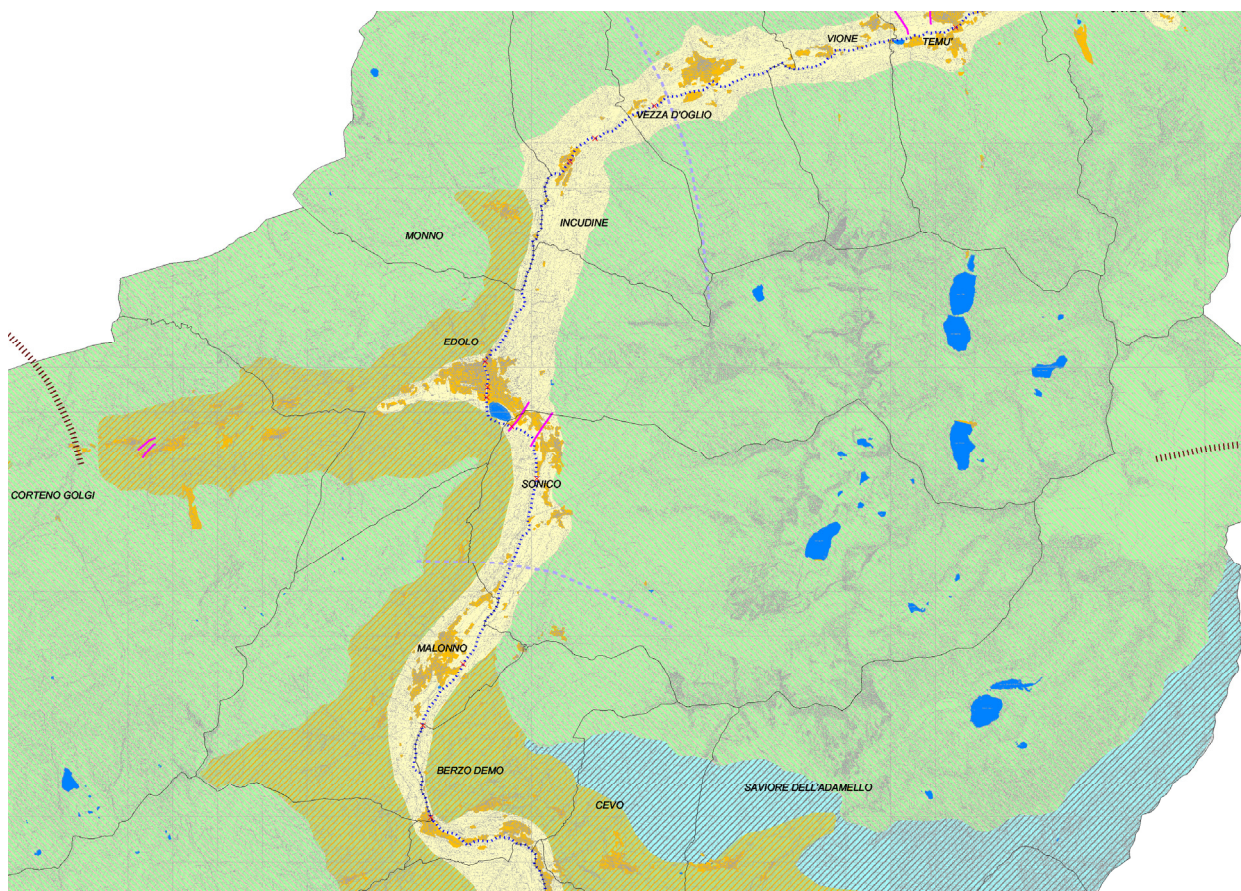 VIONE
TEMU'
VEZZA D'OGLIO
INCUDINE
MONNO
EDOLO
SONICO
CORTENO GOLGI
MALONNO
BERZO DEMO
CEVO
SAVIORE DELL'ADAMELLO